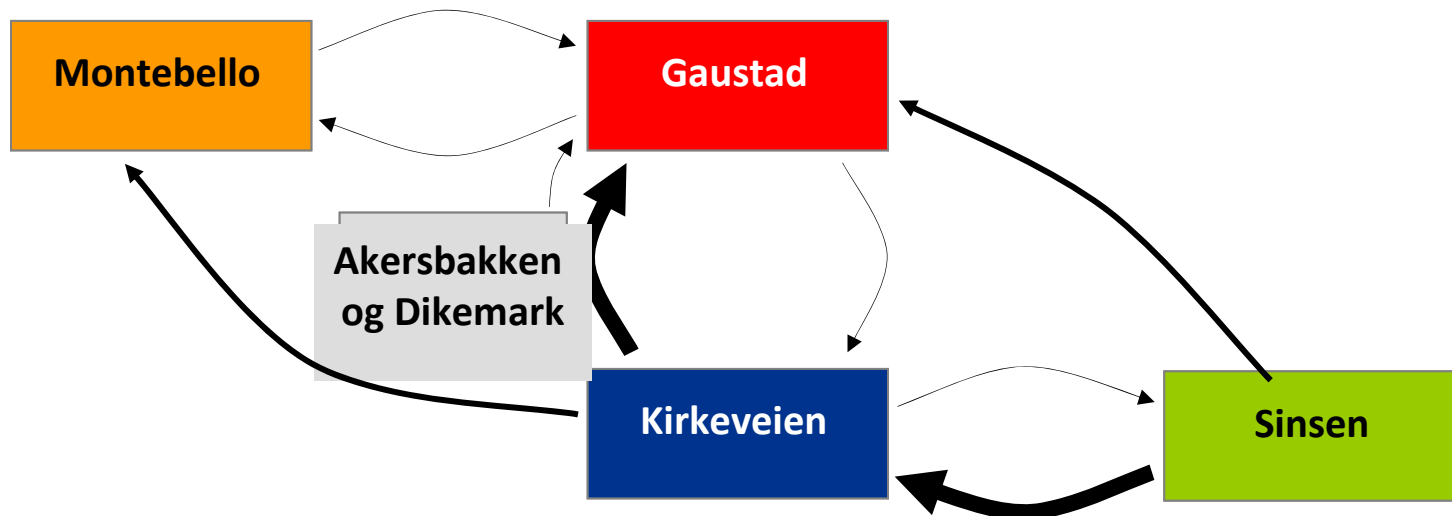 Montebello
Gaustad
Akersbakken
og Dikemark
Kirkeveien
Sinsen